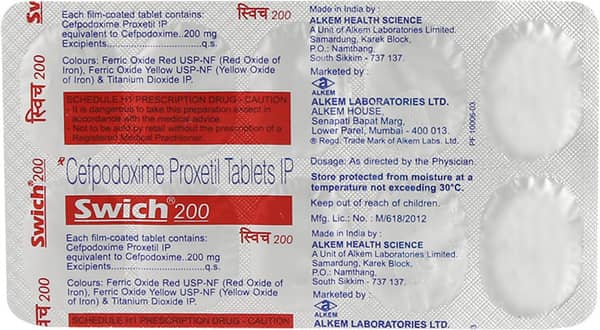 Each film-coated tablet contains:
Cefpodoxime Proxetil IP
equivalent to Cefpodoxime..200 mg
Excipients.............................q.s.
स्विच 200
Colours: Ferric Oxide Red USP-NF (Red Oxide of
Iron), Ferric Oxide Yellow USP-NF (Yellow Oxide
of Iron) & Titanium Dioxide IP.
SCHEDULE H1 PRESCRIPTION DRUG - CAUTION
- It is dangerous to take this preparation except in
accordance with the medical advice.
- Not to be sold by retail without the prescription of a
Registered Medical Practitioner.
स्विच 200
Swich® 200
स्विच 200
Rx Cefpodoxime Proxetil Tablets IP
Swich® 200
Each film-coated tablet contains:
Cefpodoxime Proxetil IP
equivalent to Cefpodoxime..200 mg
Excipients.............................q.s.
स्विच 200
Colours: Ferric Oxide Red USP-NF (Red Oxide of
Iron), Ferric Oxide Yellow USP-NF (Yellow Oxide
of Iron) & Titanium Dioxide IP.
SCHEDULE H1 PRESCRIPTION DRUG - CAUTION
Made in India by :
ALKEM HEALTH SCIENCE
A Unit of Alkem Laboratories Limited.
Samardung, Karek Block,
P.O.: Namthang,
South Sikkim - 737 137.
Marketed by :
ALKEM
ALKEM LABORATORIES LTD.
ALKEM HOUSE,
Senapati Bapat Marg,
Lower Parel, Mumbai - 400 013.
® Regd. Trade Mark of Alkem Labs. Ltd.
PF 10006-03
Dosage: As directed by the Physician.
Store protected from moisture at a
temperature not exceeding 30°C.
Keep out of reach of children.
Mfg. Lic. No. : M/618/2012
Made in India by :
ALKEM HEALTH SCIENCE
A Unit of Alkem Laboratories Limited.
Samardung, Karek Block,
P.O.: Namthang,
South Sikkim - 737 137.
Marketed by :
ALKEM
ALKEM LABORATORIES LTD.